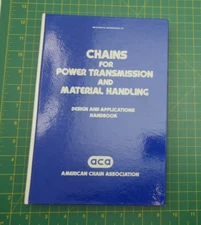 CHAINS
FOR
POWER TRANSMISSION
AND
MATERIAL HANDLING
DESIGN AND APPLICATIONS
HANDBOOK
aca
AMERICAN CHAIN ASSOCIATION